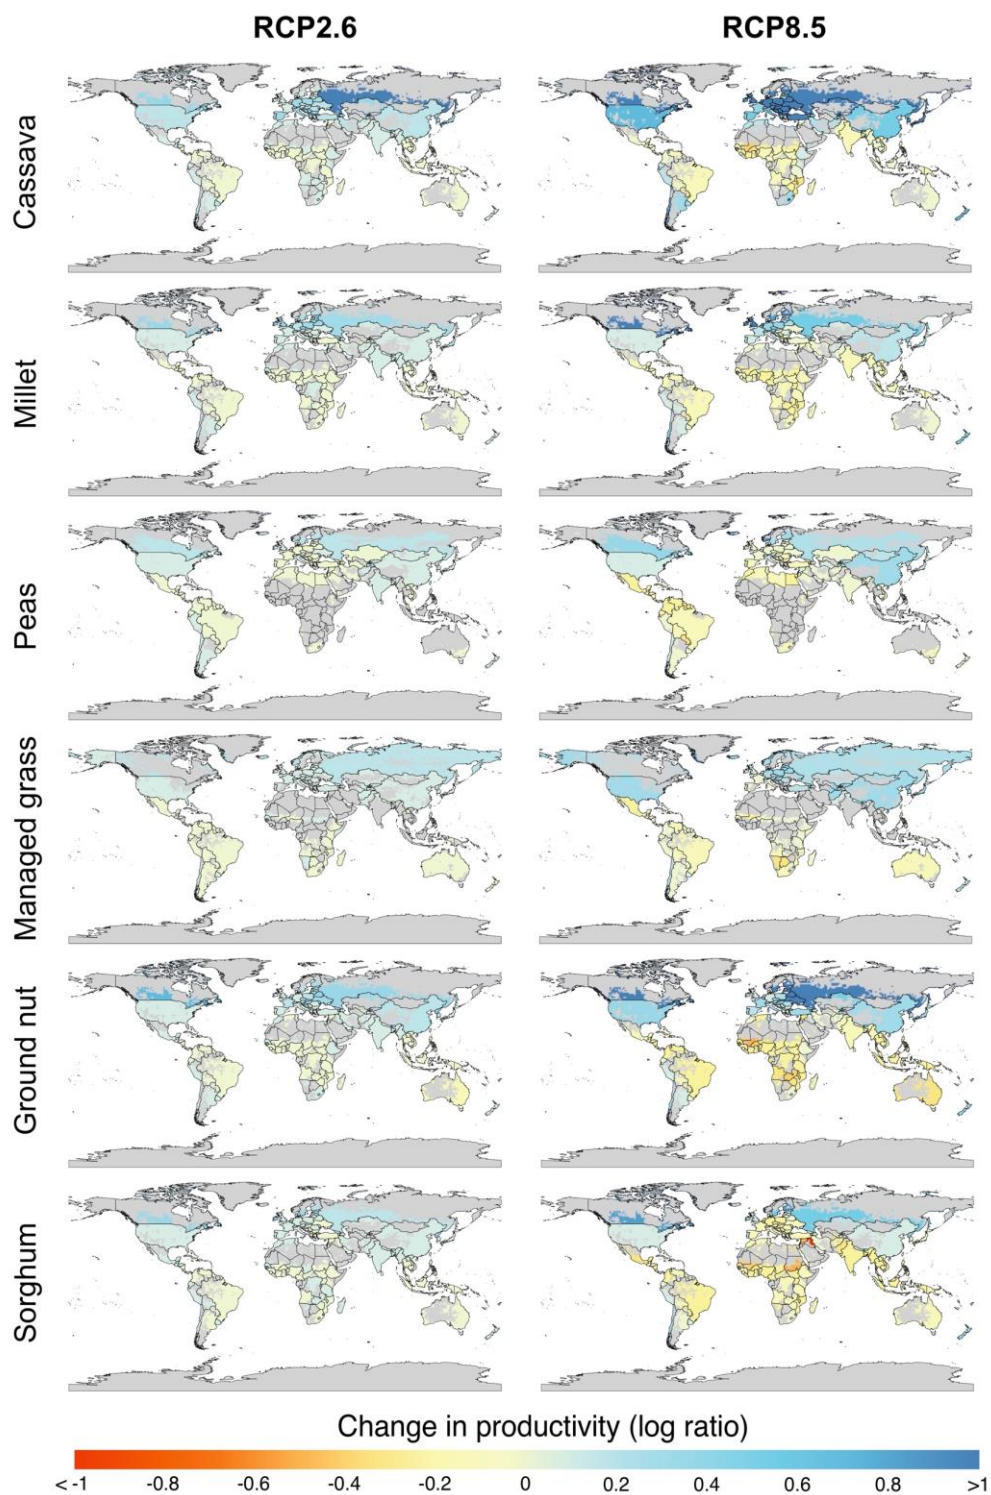 RCP2.6 RCP8.5
Cassava
Millet
Peas
Managed grass
Ground nut
Sorghum
Change in productivity (log ratio)
< -1 -0.8 -0.6 -0.4 -0.2 0 0.2 0.4 0.6 0.8 >1